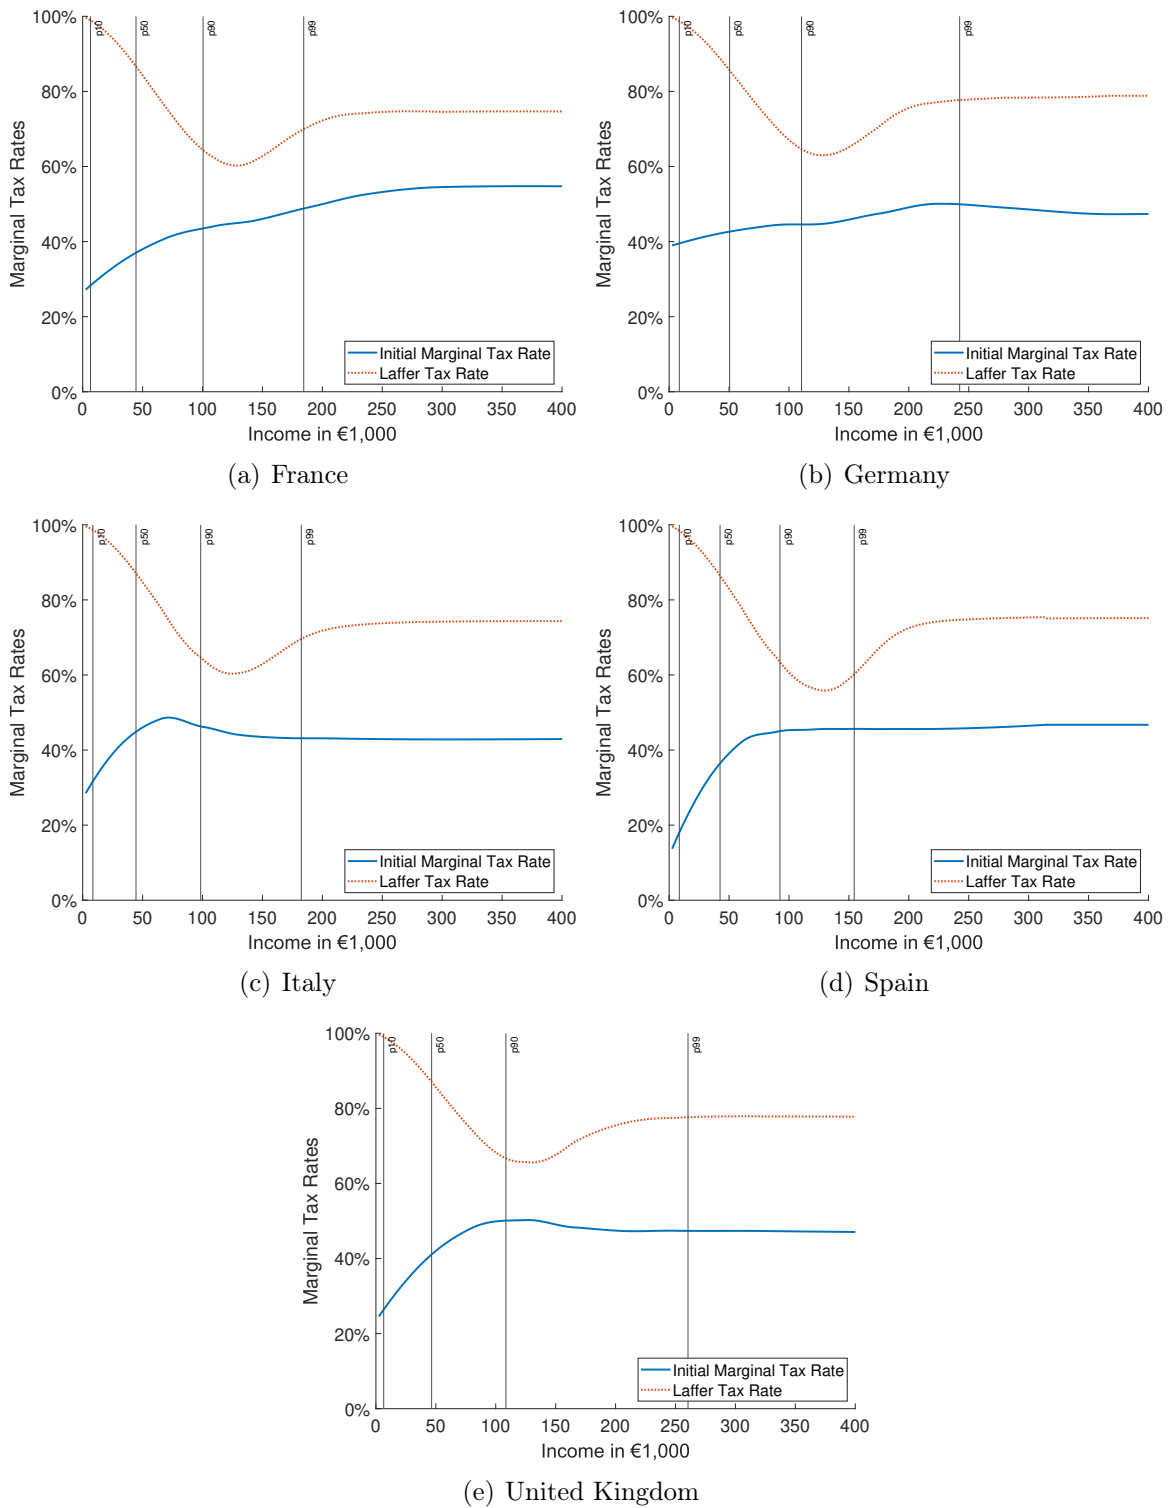 100%
80%
60%
40%
20%
0%
Marginal Tax Rates
p10
p50
p90
p99
Initial Marginal Tax Rate
Laffer Tax Rate
0 50 100 150 200 250 300 350 400
Income in €1,000
(a) France
100%
80%
60%
40%
20%
0%
Marginal Tax Rates
p10
p50
p90
p99
Initial Marginal Tax Rate
Laffer Tax Rate
0 50 100 150 200 250 300 350 400
Income in €1,000
(b) Germany
100%
80%
60%
40%
20%
0%
Marginal Tax Rates
p10
p50
p90
p99
Initial Marginal Tax Rate
Laffer Tax Rate
0 50 100 150 200 250 300 350 400
Income in €1,000
(c) Italy
100%
80%
60%
40%
20%
0%
Marginal Tax Rates
p10
p50
p90
p99
Initial Marginal Tax Rate
Laffer Tax Rate
0 50 100 150 200 250 300 350 400
Income in €1,000
(d) Spain
100%
80%
60%
40%
20%
0%
Marginal Tax Rates
p10
p50
p90
p99
Initial Marginal Tax Rate
Laffer Tax Rate
0 50 100 150 200 250 300 350 400
Income in €1,000
(e) United Kingdom